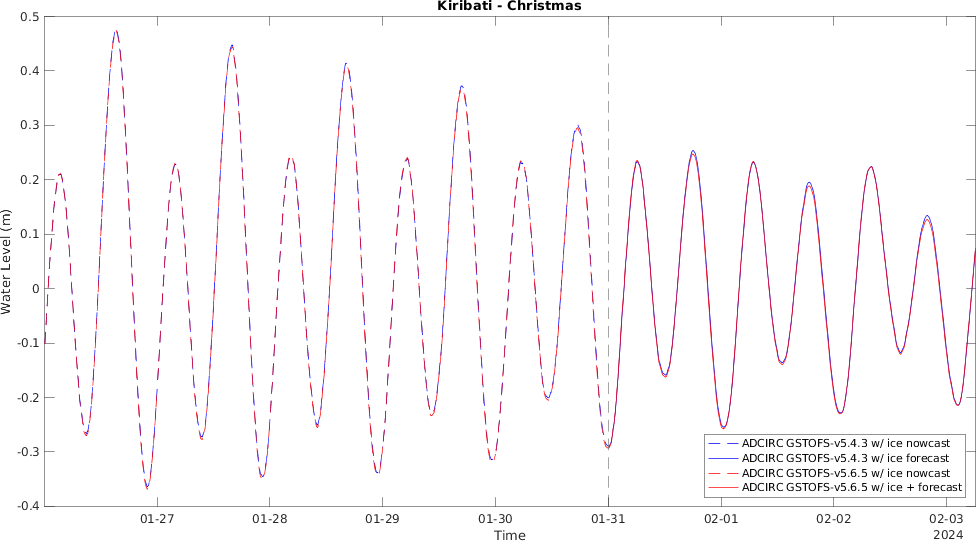 Kiribati - Christmas
0.5
0.4
0.3
0.2
0.1
0
-0.1
-0.2
-0.3
-0.4
Water Level (m)
ADCIRC GSTOFS-v5.4.3 w/ ice nowcast
ADCIRC GSTOFS-v5.4.3 w/ ice forecast
ADCIRC GSTOFS-v5.6.5 w/ ice nowcast
ADCIRC GSTOFS-v5.6.5 w/ ice + forecast
01-27 01-28 01-29 01-30 01-31 02-01 02-02 02-03
Time 2024